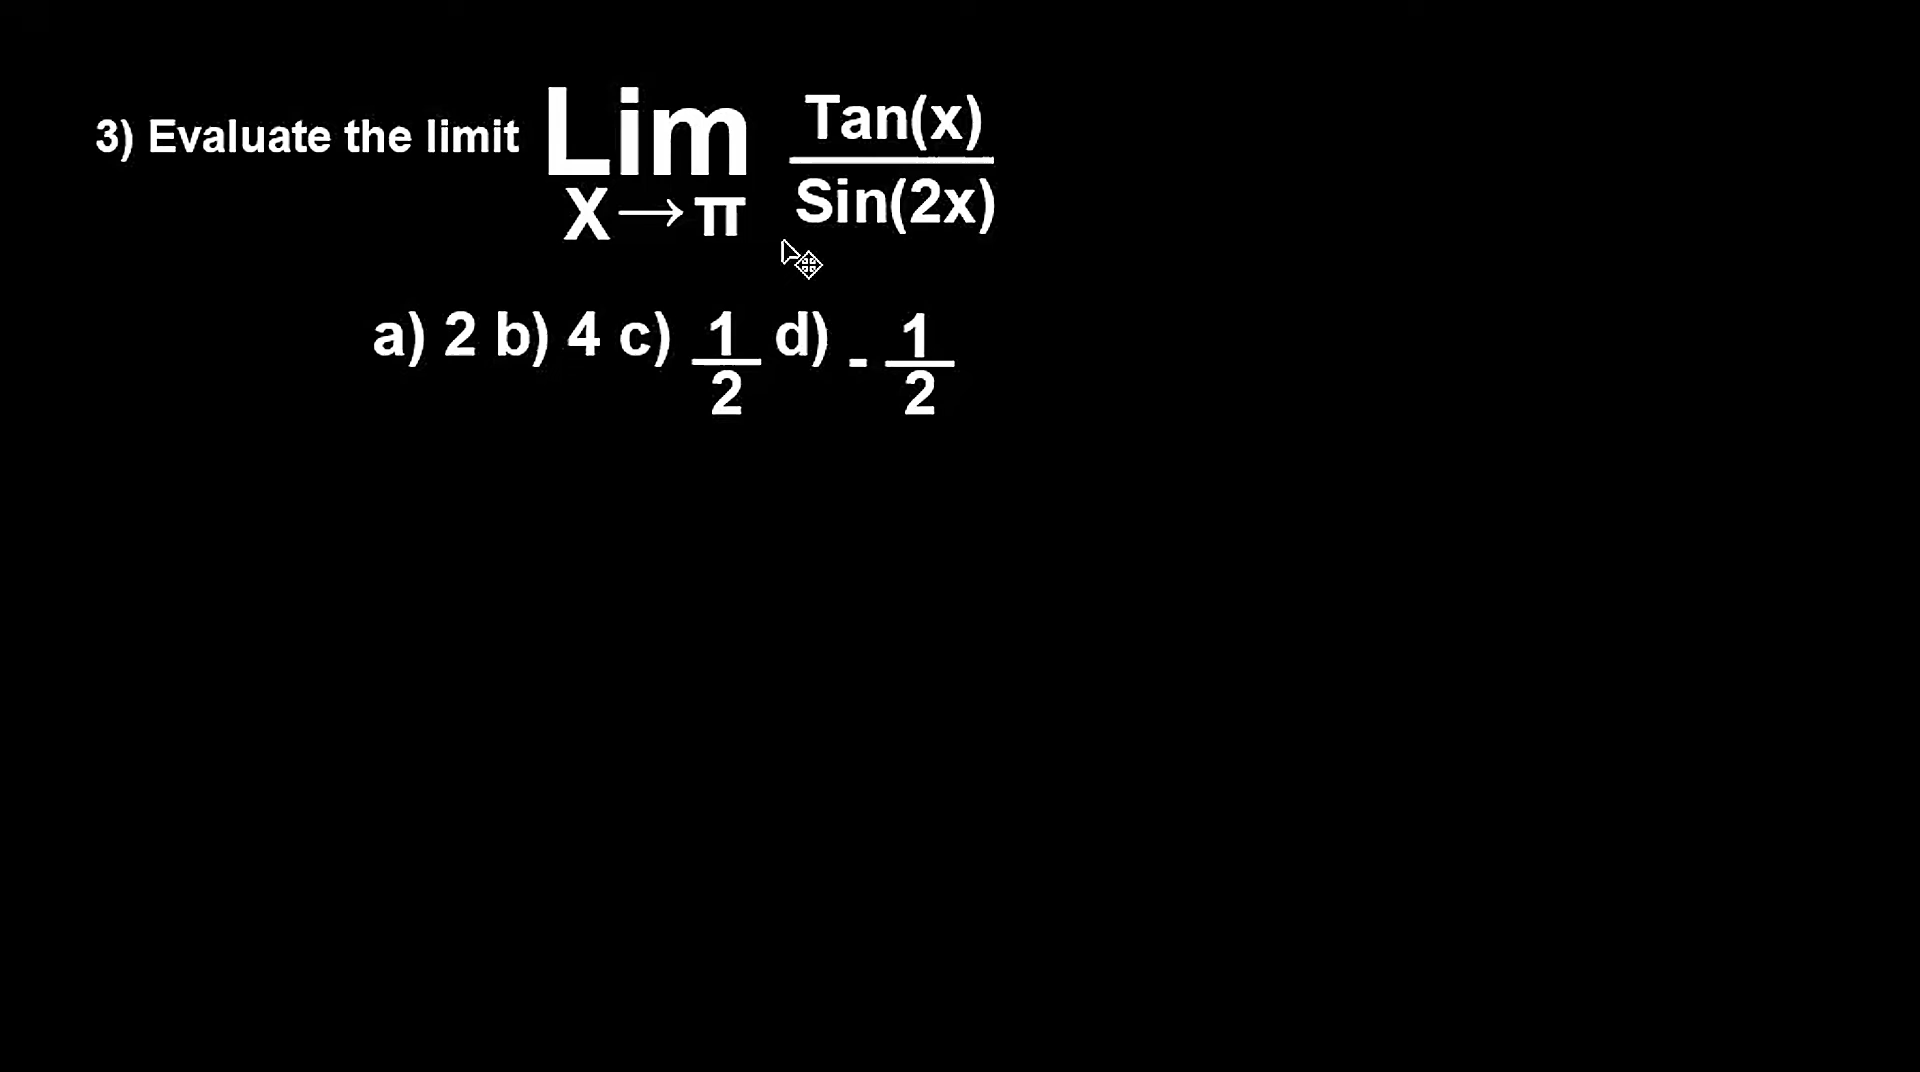 3) Evaluate the limit Lim Tan(x)
X→π Sin(2x)
a) 2 b) 4 c) 1 d) - 1
2 2